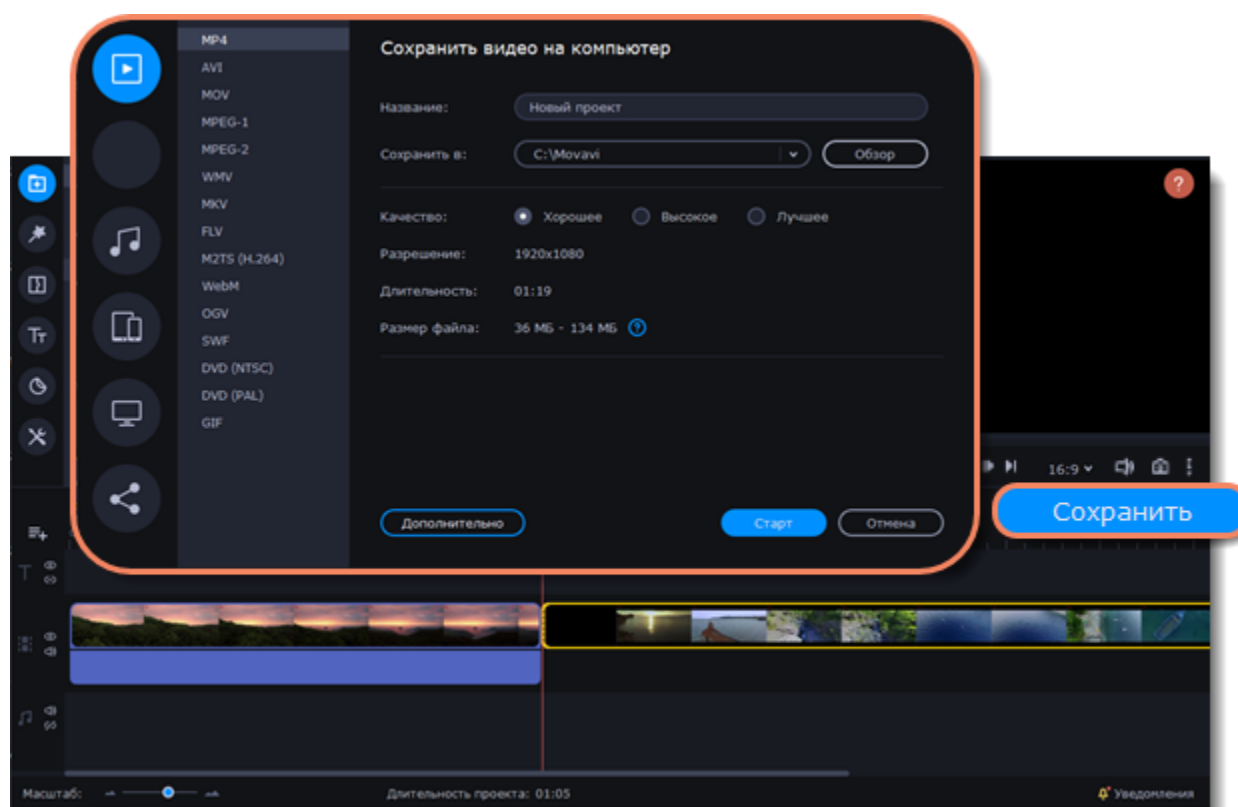 MP4
AVI
MOV
MPEG-1
MPEG-2
WMV
MKV
FLV
M2TS (H.264)
WebM
OGV
SWF
DVD (NTSC)
DVD (PAL)
GIF
Сохранить видео на компьютер
Название: Новый проект
Сохранить в: C:\Movavi Обзор
Качество: Хорошее Высокое Лучшее
Разрешение: 1920x1080
Длительность: 01:19
Размер файла: 36 МБ - 134 МБ ?
Дополнительно Старт Отмена
?
Tт
16:9
Сохранить
T
Масштаб: Длительность проекта: 01:05 Уведомления